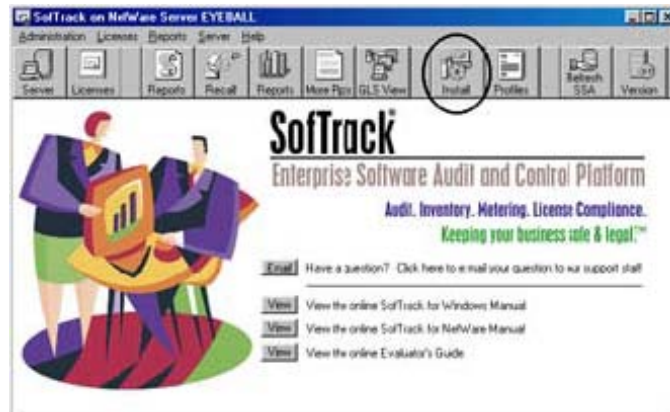 SofTrack on NetWare Server EYEBALL
Administration Licenses Reports Server Help
Server Licenses Reports Recall Reports More Rpts GLS View Install Profiles Refresh SSA Version
SofTrack
Enterprise Software Audit and Control Platform
Audit. Inventory. Metering. License Compliance.
Keeping your business safe & legal.™
Email Have a question? Click here to e mail your question to our support staff
View View the online SofTrack for Windows Manual
View View the online SofTrack for NetWare Manual
View View the online Evaluator's Guide